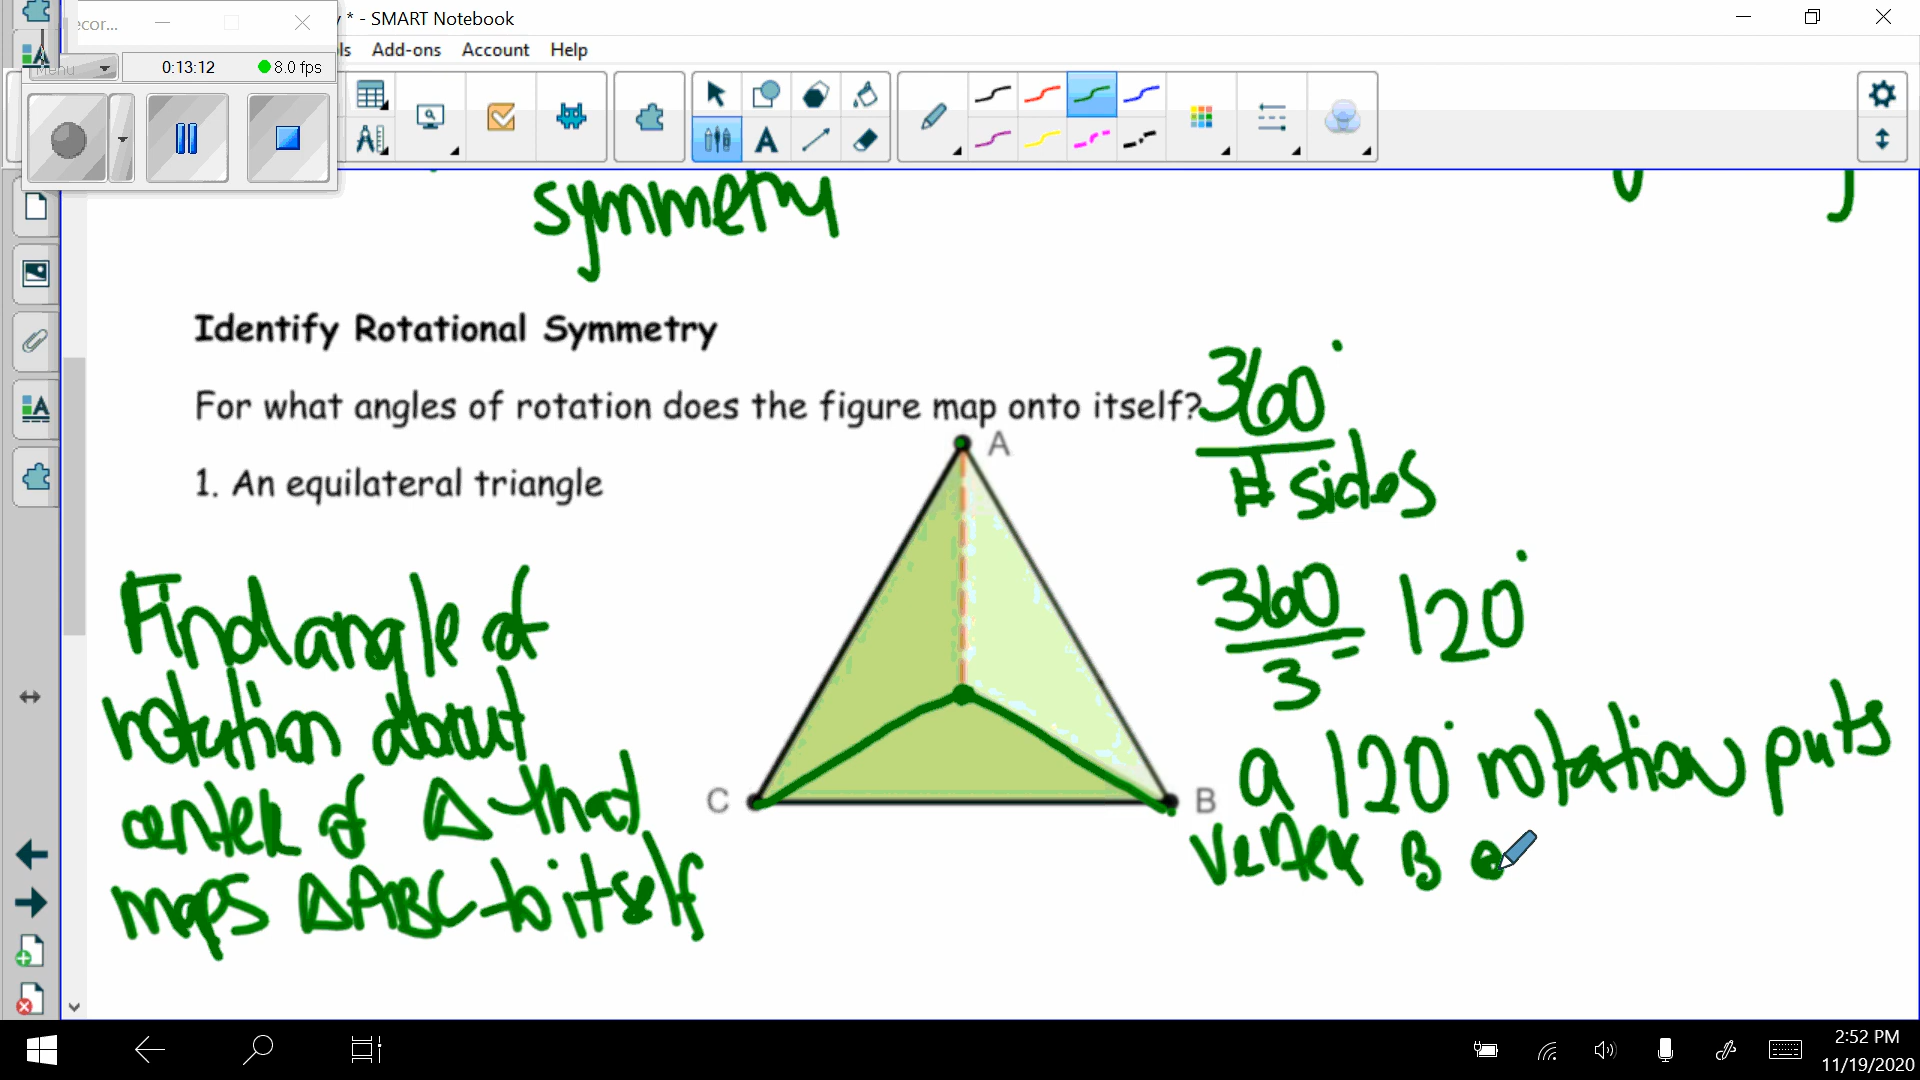 ecor...
y * - SMART Notebook
Menu
0:13:12
8.0 fps
ls Add-ons Account Help
symmetry
Identify Rotational Symmetry
For what angles of rotation does the figure map onto itself?
1. An equilateral triangle
A
C
B
360°
# sides
360
3
= 120°
Find angle of
rotation about
center of △ that
maps △ABC to itself
a 120° rotation puts
vertex B
2:52 PM
11/19/2020